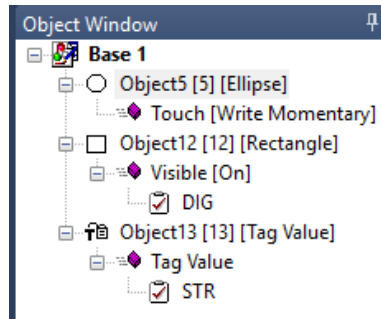 Object Window
Base 1
Object5 [5] [Ellipse]
Touch [Write Momentary]
Object12 [12] [Rectangle]
Visible [On]
DIG
Object13 [13] [Tag Value]
Tag Value
STR